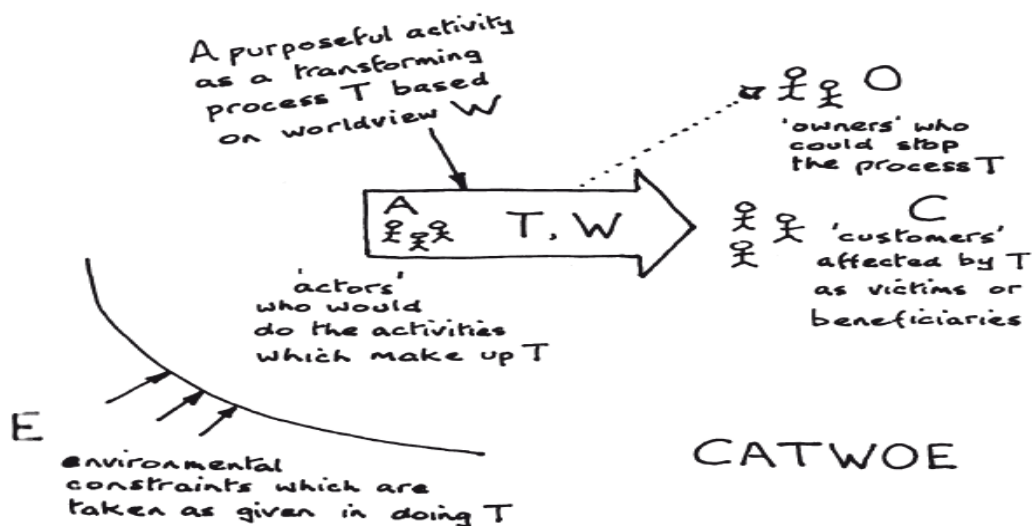 A purposeful activity
as a transforming
process T based
on worldview W
O
'owners' who
could stop
the process T
A
T, W
C
'customers'
affected by T
as victims or
beneficiaries
'actors'
who would
do the activities
which make up T
E
environmental
constraints which are
taken as given in doing T
CATWOE